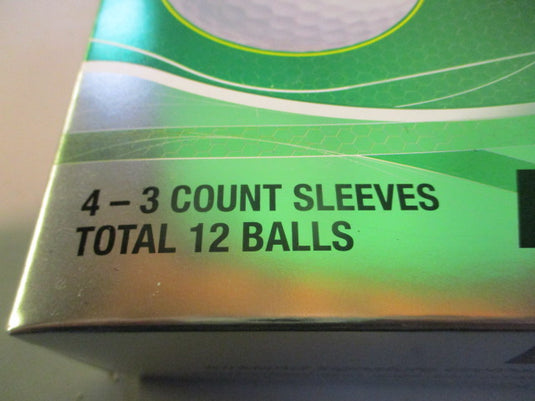 4 – 3 COUNT SLEEVES
TOTAL 12 BALLS